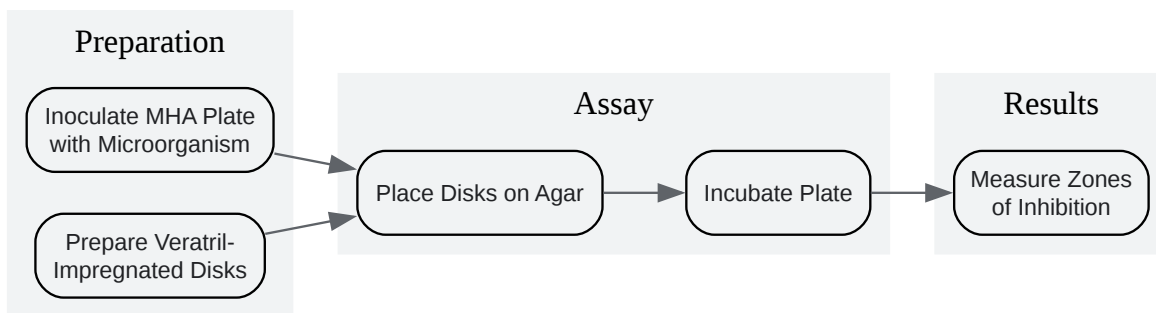 Preparation
Inoculate MHA Plate
with Microorganism
Prepare Veratril-
Impregnated Disks
Assay
Place Disks on Agar
Incubate Plate
Results
Measure Zones
of Inhibition